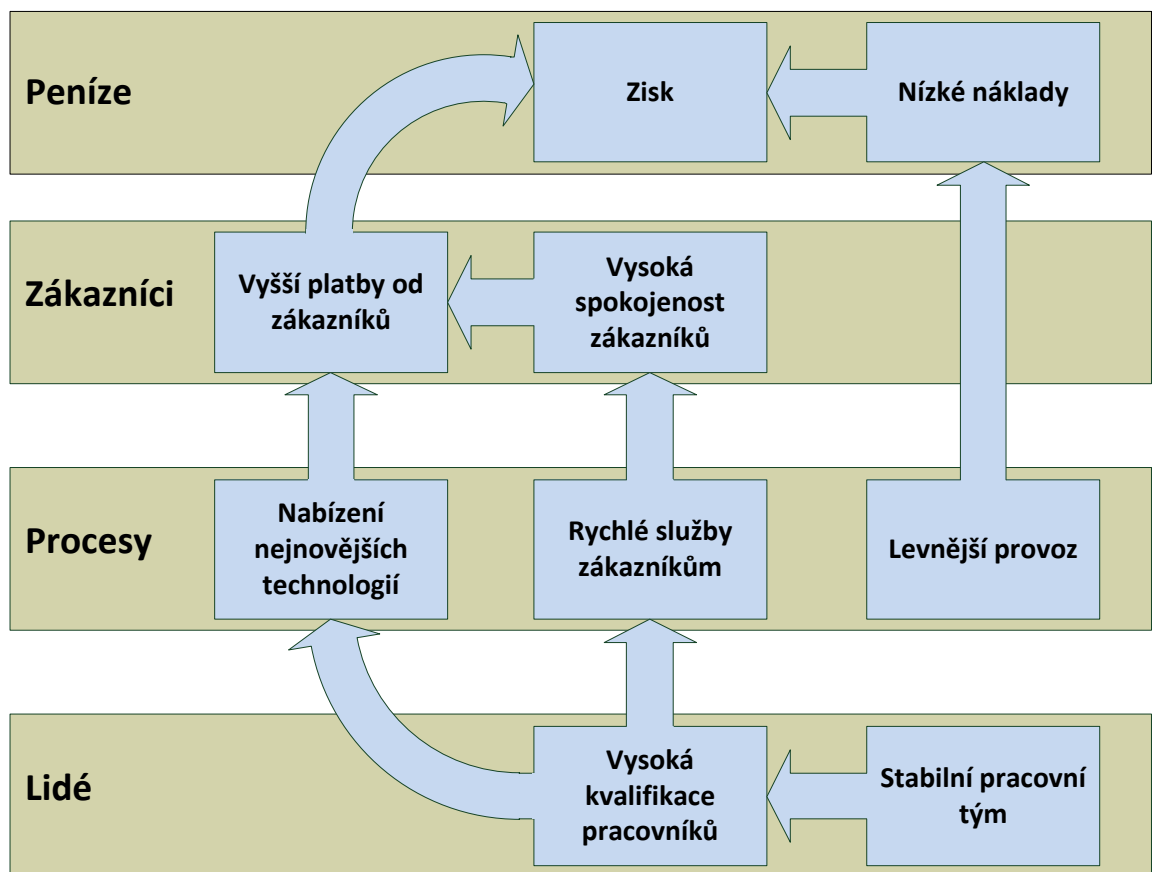 Peníze
Zisk
Nízké náklady
Zákazníci
Vyšší platby od
zákazníků
Vysoká
spokojenost
zákazníků
Procesy
Nabízení
nejnovějších
technologií
Rychlé služby
zákazníkům
Levnější provoz
Lidé
Vysoká
kvalifikace
pracovníků
Stabilní pracovní
tým